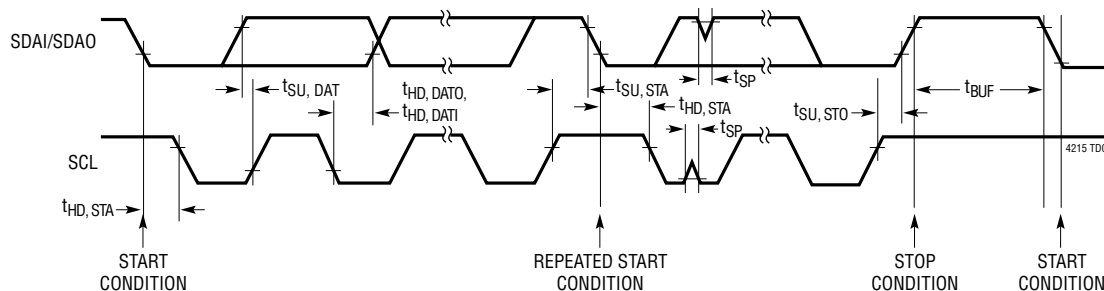 SDAI/SDAO
tSU, DAT
tHD, DATO,
tHD, DATI
tSU, STA
tHD, STA
tSP
tSP
tSU, STO
tBUF
SCL
4215 TD0
tHD, STA
START
CONDITION
REPEATED START
CONDITION
STOP
CONDITION
START
CONDITION